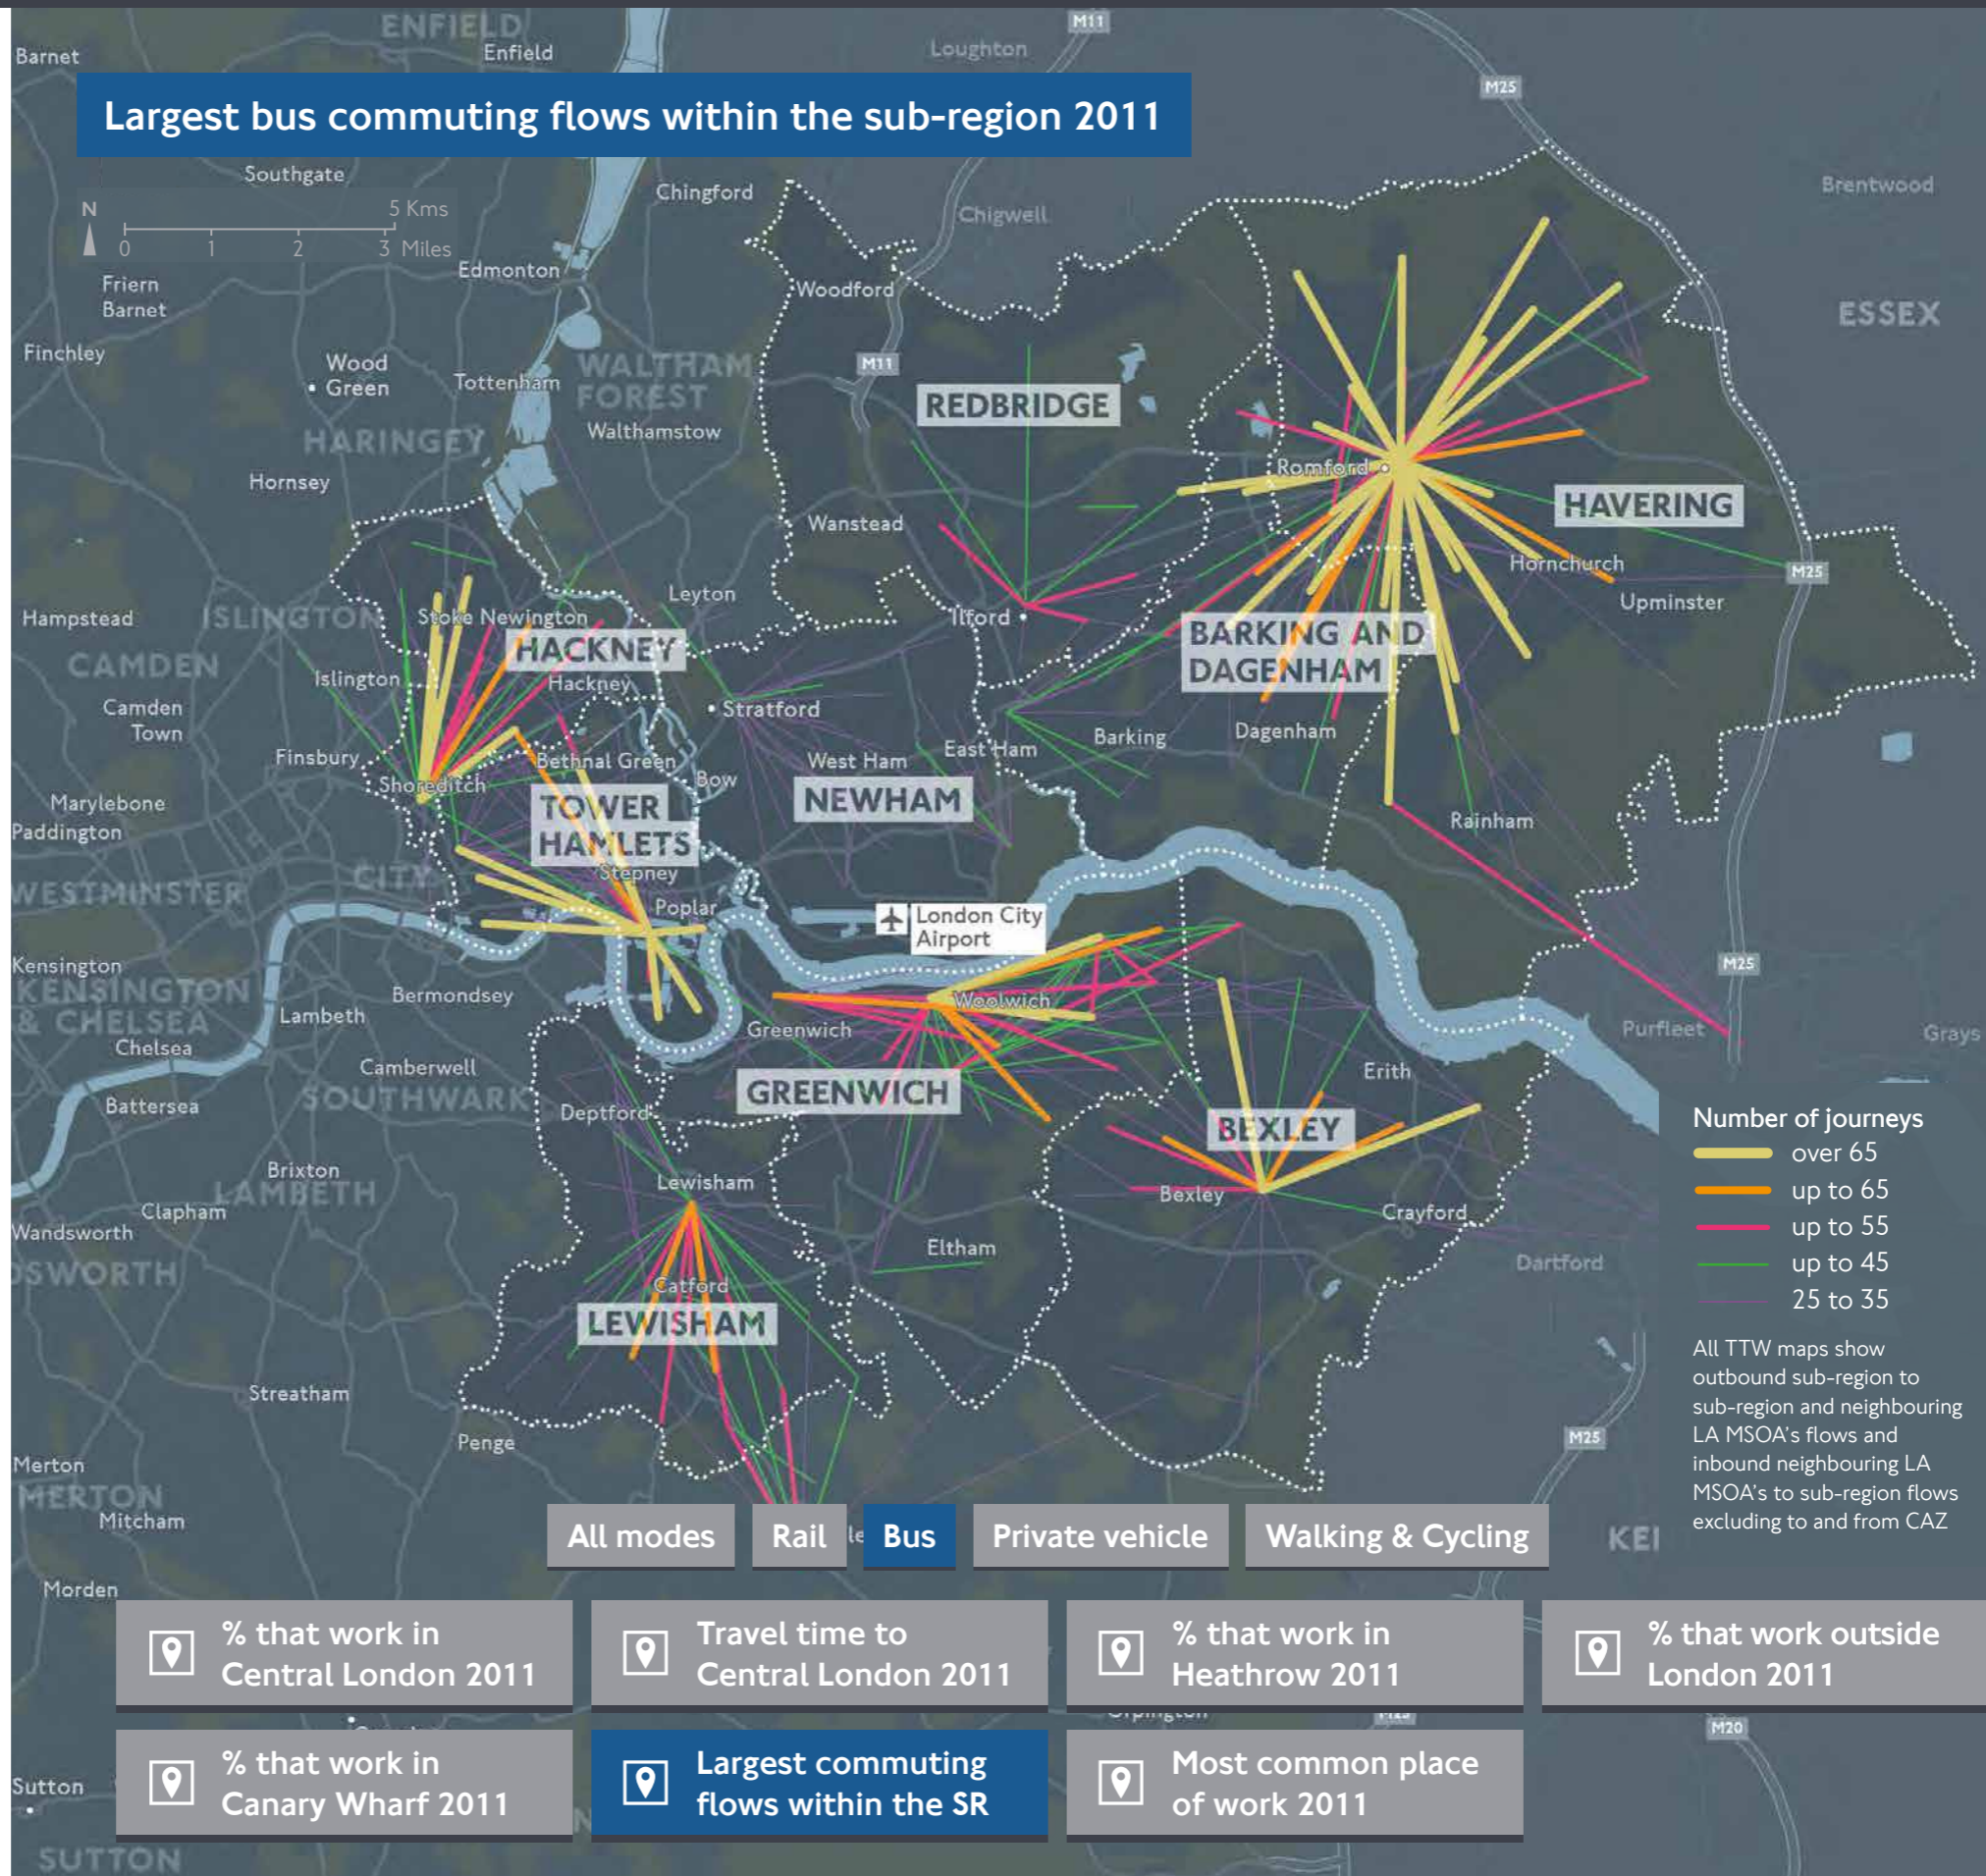 ENFIELD
Enfield
Barnet
Loughton
M11
M25
Largest bus commuting flows within the sub-region 2011
Southgate
Chingford
Chigwell
Brentwood
N
5 Kms
0 1 2 3 Miles
Edmonton
Woodford
Friern
Barnet
ESSEX
Finchley
Wood
Green
WALTHAM
FOREST
M11
Tottenham
REDBRIDGE
HARINGEY
Walthamstow
Hornsey
Romford
HAVERING
Wanstead
Hornchurch
M25
Leyton
Upminster
Hampstead
ISLINGTON
Stoke Newington
Ilford
HACKNEY
BARKING AND
DAGENHAM
CAMDEN
Islington
Hackney
Camden
Town
Stratford
Finsbury
Bethnal Green
West Ham
East Ham
Barking
Dagenham
Shoreditch
Bow
Marylebone
Paddington
TOWER
HAMLETS
NEWHAM
Rainham
CITY
Stepney
WESTMINSTER
Poplar
London City
Airport
Kensington
KENSINGTON
& CHELSEA
Bermondsey
Woolwich
M25
Lambeth
Greenwich
Purfleet
Grays
Chelsea
Camberwell
Erith
SOUTHWARK
GREENWICH
Battersea
Deptford
BEXLEY
Number of journeys
over 65
up to 65
up to 55
up to 45
25 to 35
Brixton
LAMBETH
Lewisham
Bexley
Clapham
Crayford
Wandsworth
Eltham
Dartford
DSWORTH
Catford
LEWISHAM
All TTW maps show
outbound sub-region to
sub-region and neighbouring
LA MSOA's flows and
inbound neighbouring LA
MSOA's to sub-region flows
excluding to and from CAZ
Streatham
Penge
M25
Merton
MERTON
Mitcham
All modes
Rail
le
Bus
Private vehicle
Walking & Cycling
KEI
Morden
% that work in
Central London 2011
Travel time to
Central London 2011
% that work in
Heathrow 2011
% that work outside
London 2011
Orpington
M25
M20
% that work in
Canary Wharf 2011
Largest commuting
flows within the SR
Most common place
of work 2011
Sutton
SUTTON